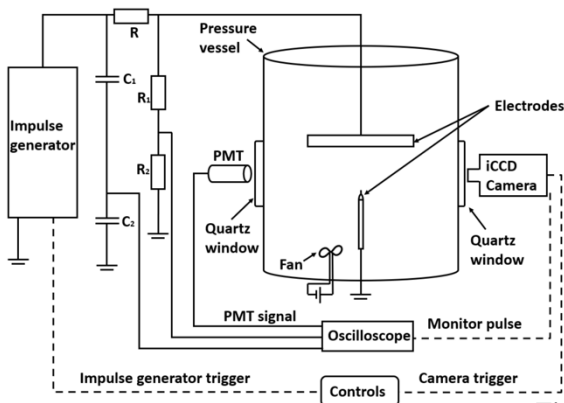 R
Pressure
vessel
C₁
R₁
Electrodes
Impulse
generator
PMT
iCCD
Camera
R₂
C₂
Quartz
window
Quartz
window
Fan
PMT signal
Oscilloscope
Monitor pulse
Impulse generator trigger
Controls
Camera trigger